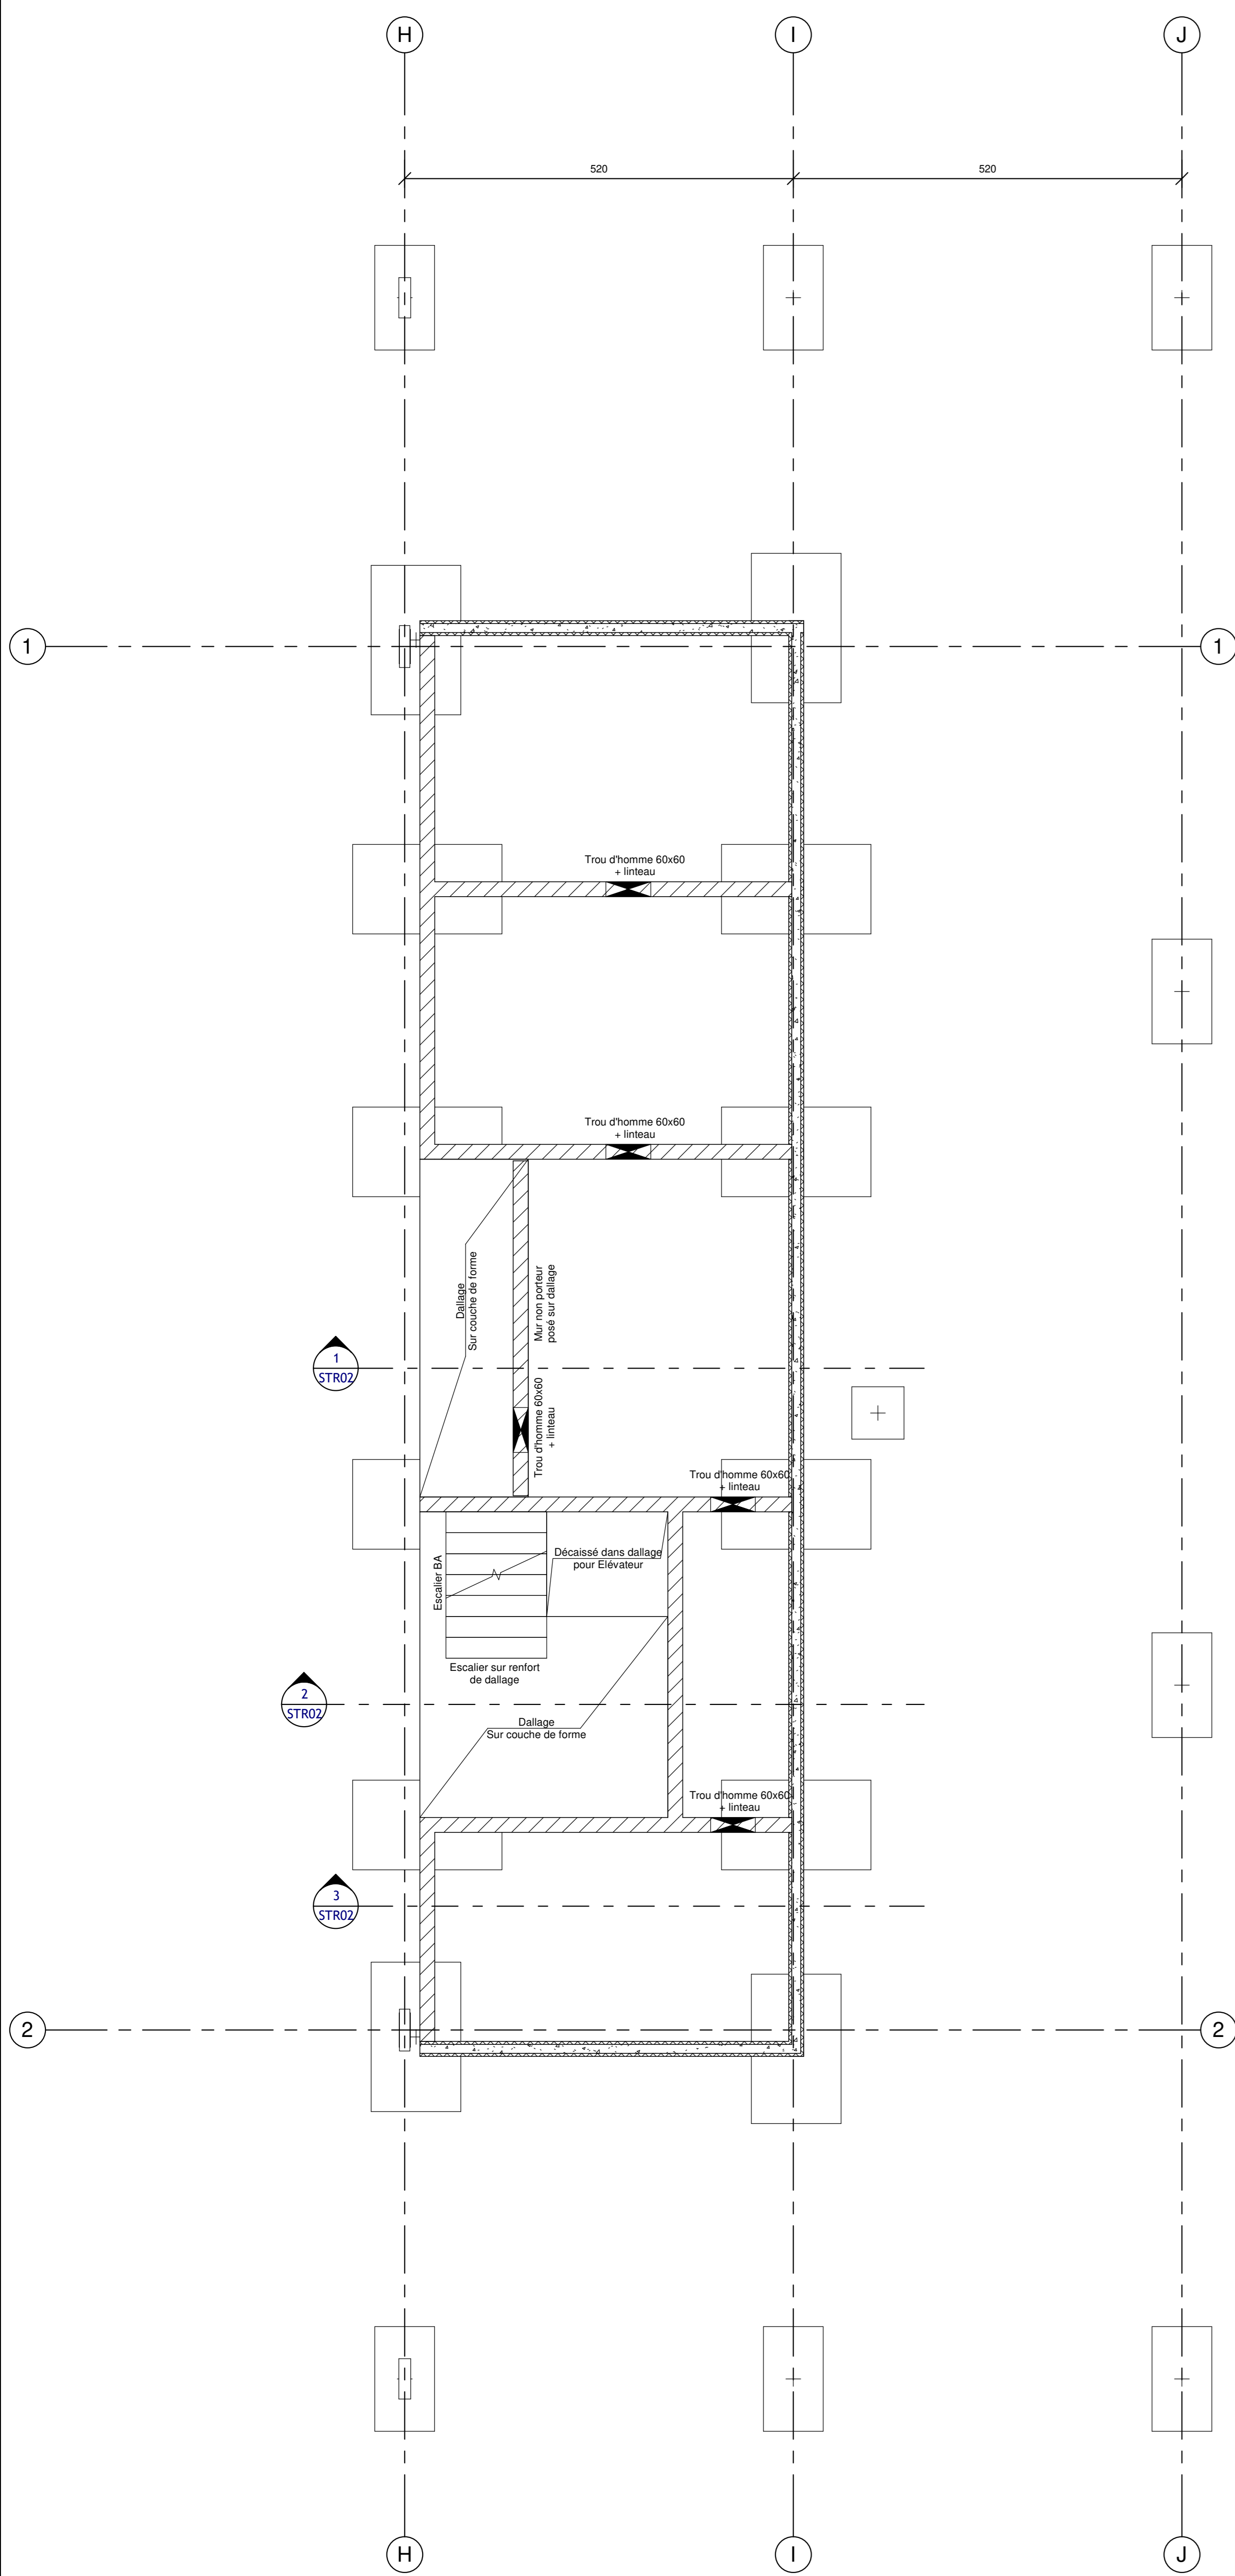 H
I
J
520
520
1
1
Trou d'homme 60x60
+ linteau
Trou d'homme 60x60
+ linteau
Dallage
Sur couche de forme
Mur non porteur
posé sur dallage
1
STR02
Trou d'homme 60x60
+ linteau
Trou d'homme 60x60
+ linteau
Escalier BA
Décaissé dans dallage
pour Elévateur
Escalier sur renfort
de dallage
2
STR02
Dallage
Sur couche de forme
Trou d'homme 60x60
+ linteau
3
STR02
2
2
H
I
J